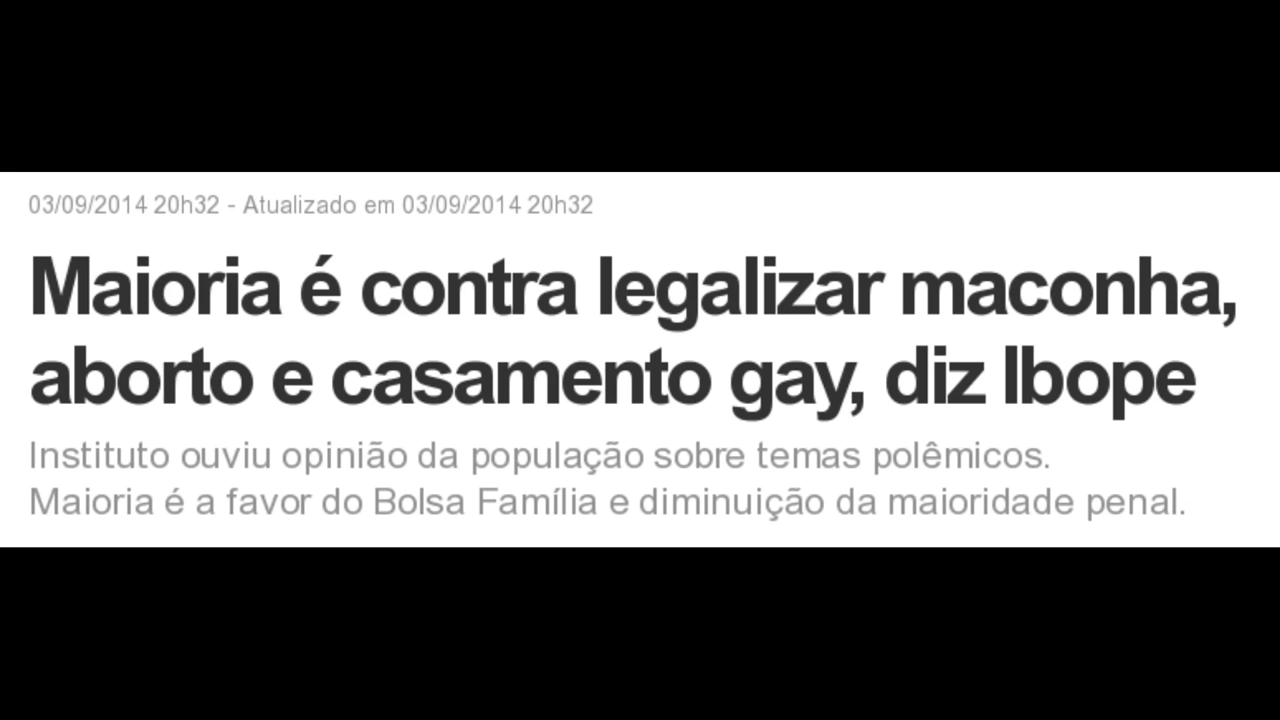 03/09/2014 20h32 - Atualizado em 03/09/2014 20h32
Maioria é contra legalizar maconha,
aborto e casamento gay, diz Ibope
Instituto ouviu opinião da população sobre temas polêmicos.
Maioria é a favor do Bolsa Família e diminuição da maioridade penal.